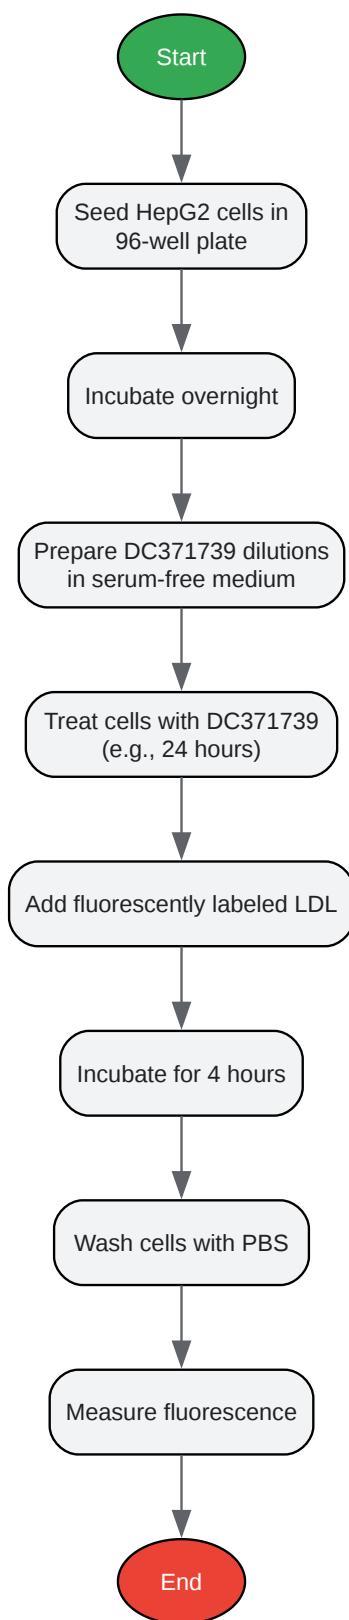 Start
Seed HepG2 cells in
96-well plate
Incubate overnight
Prepare DC371739 dilutions
in serum-free medium
Treat cells with DC371739
(e.g., 24 hours)
Add fluorescently labeled LDL
Incubate for 4 hours
Wash cells with PBS
Measure fluorescence
End